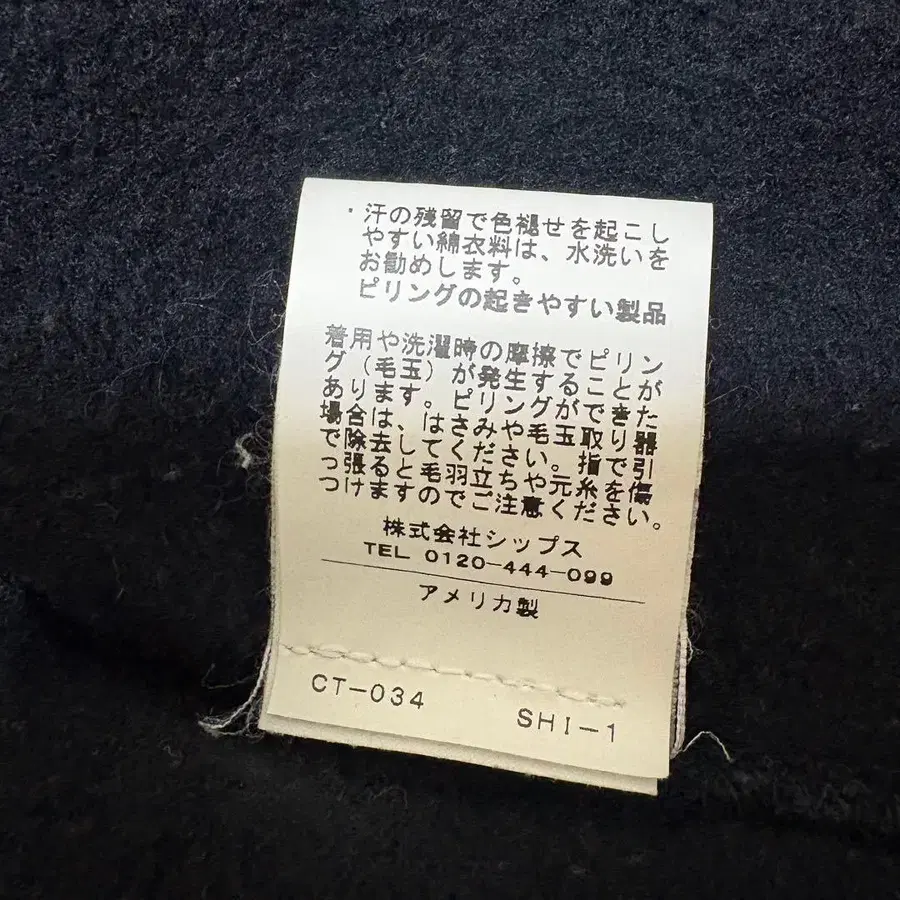 ・汗の残留で色褪せを起こし
やすい綿衣料は、水洗いを
お勧めします。
ピリングの起きやすい製品
着用や洗濯時の摩擦でピリン
グ（毛玉）が発生することが
あります。ピリングができた
場合は、はさみや毛玉取り器
で除去してください。指で引
っ張ると毛羽立ちや元糸を傷
つけますのでご注意ください。
株式会社シップス
TEL 0120-444-099
アメリカ製
CT-034
SHI-1